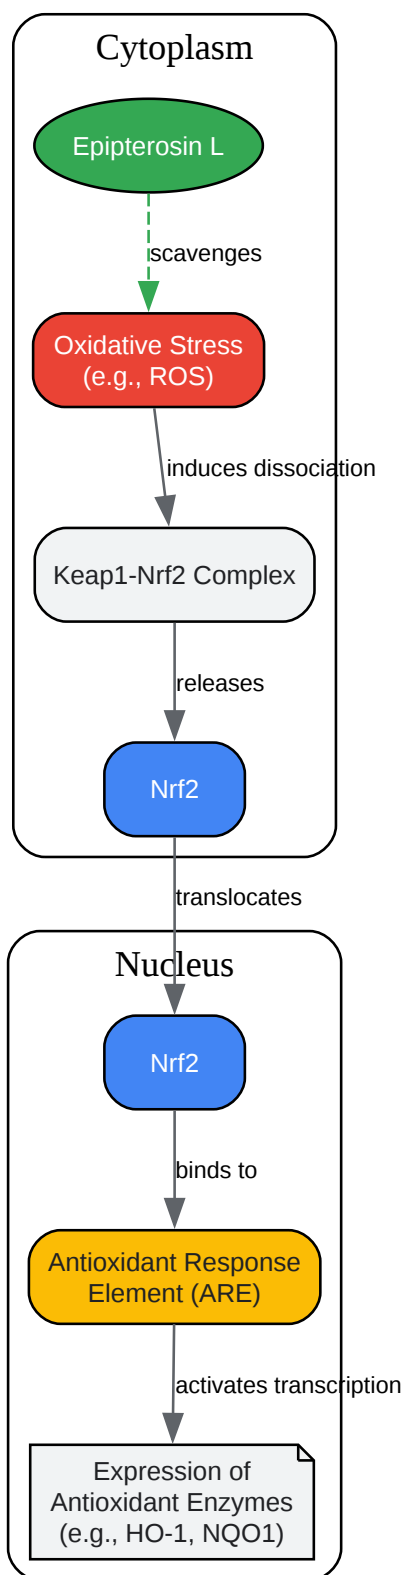 Cytoplasm
Epipterosin L
scavenges
Oxidative Stress
(e.g., ROS)
induces dissociation
Keap1-Nrf2 Complex
releases
Nrf2
translocates
Nucleus
Nrf2
binds to
Antioxidant Response
Element (ARE)
activates transcription
Expression of
Antioxidant Enzymes
(e.g., HO-1, NQO1)